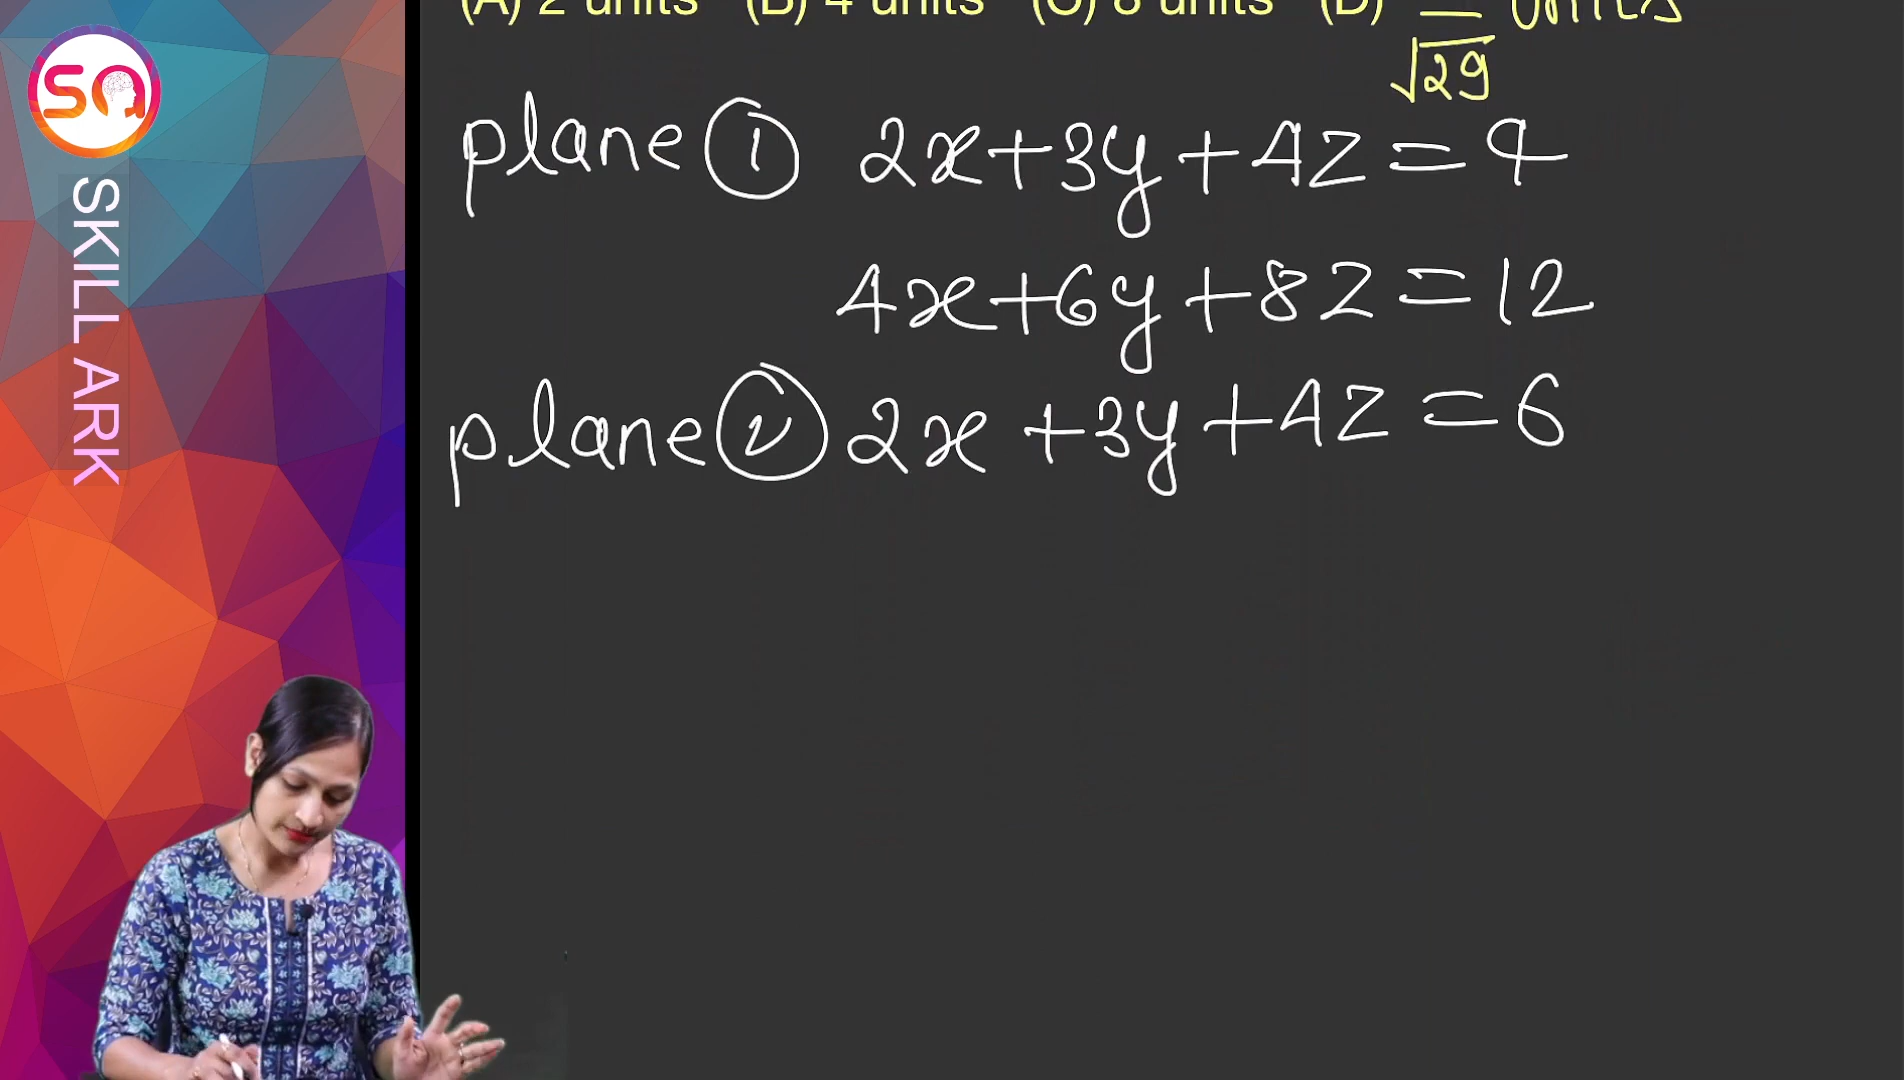 (A) 2 units (B) 4 units (C) 8 units (D) — units
√29
plane ① 2x+3y+4z=4
4x+6y+8z=12
plane ② 2x+3y+4z=6
SA
SKILL ARK